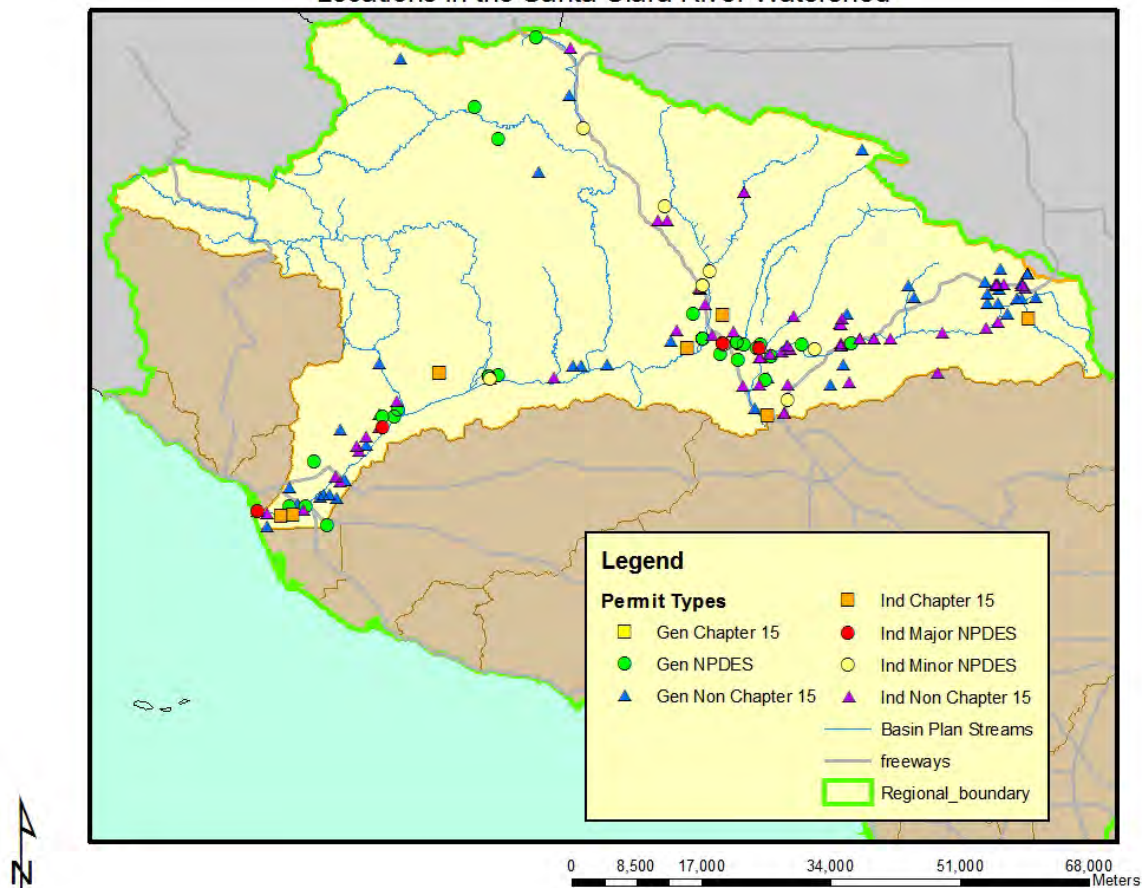 Locations in the Santa Clara River Watershed
Legend
Permit Types
Gen Chapter 15
Gen NPDES
Gen Non Chapter 15
Ind Chapter 15
Ind Major NPDES
Ind Minor NPDES
Ind Non Chapter 15
Basin Plan Streams
freeways
Regional_boundary
N
0 8,500 17,000 34,000 51,000 68,000
Meters